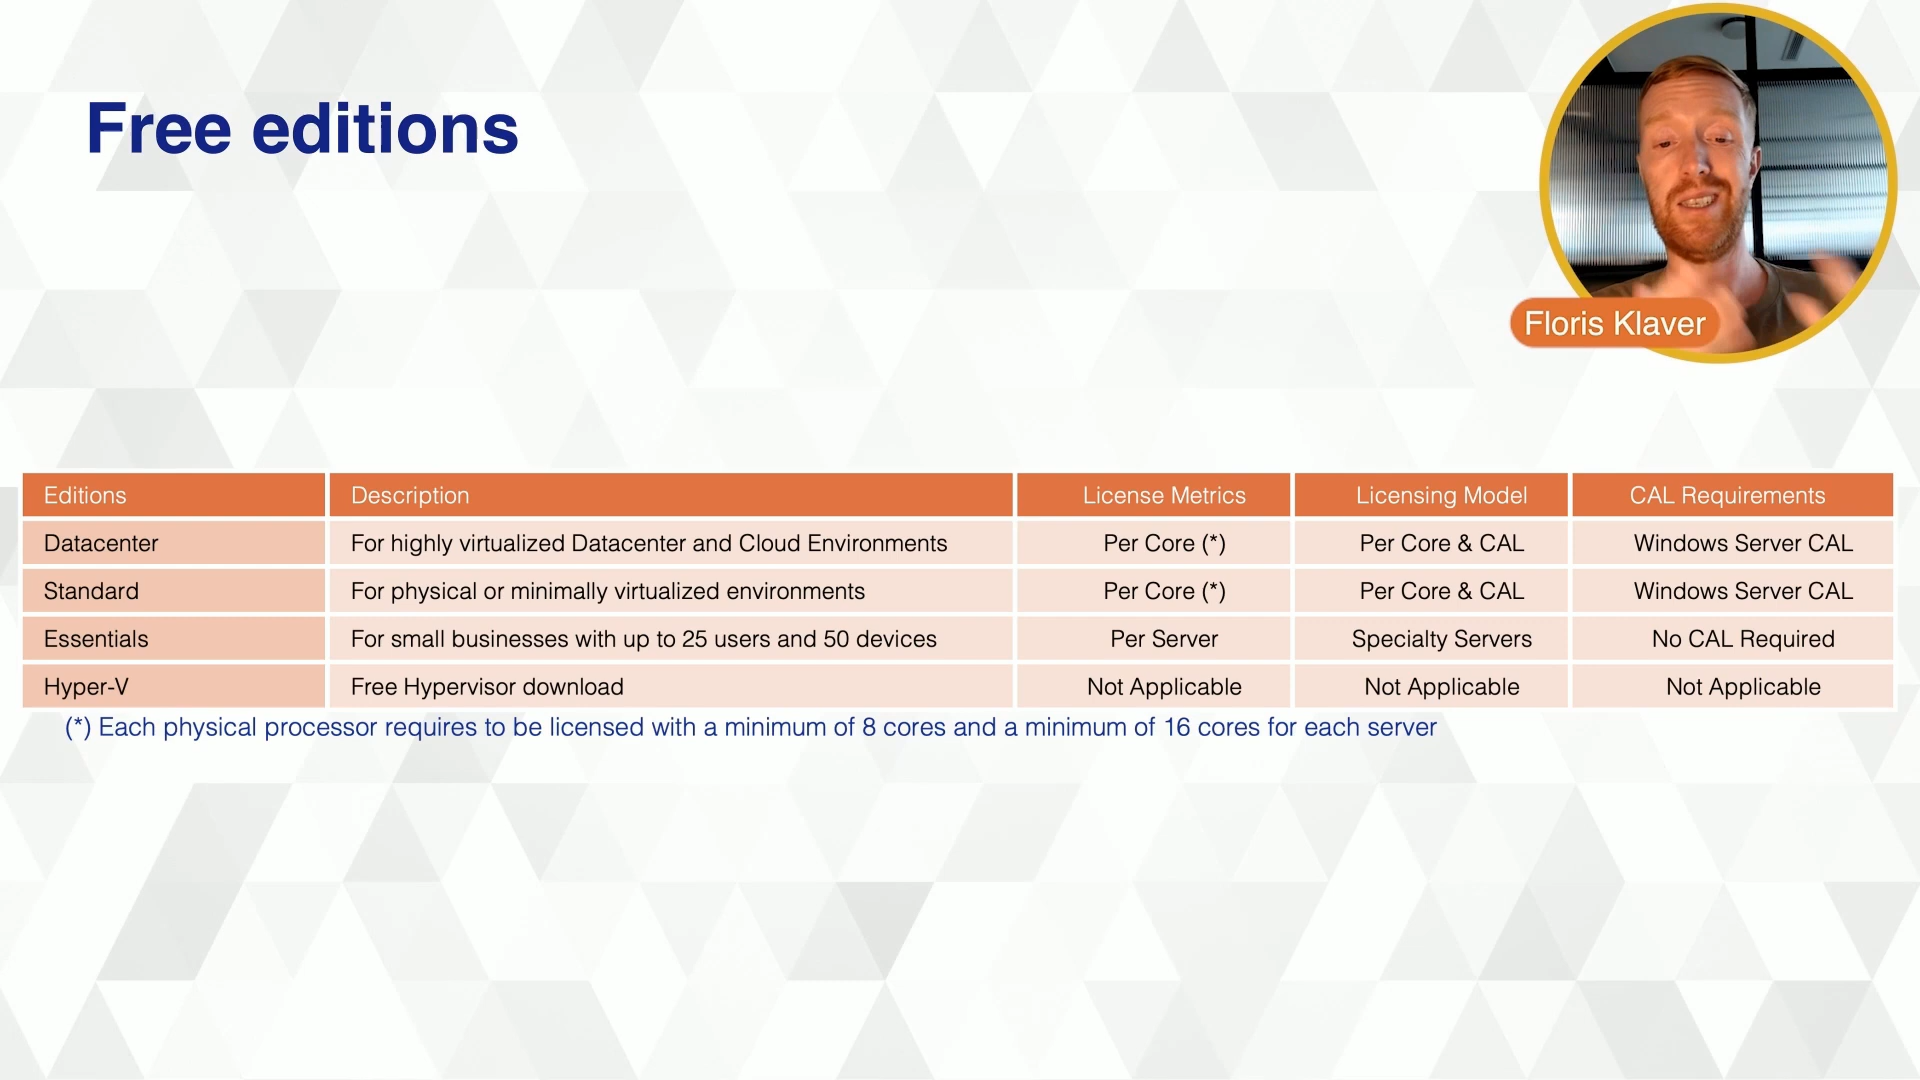 Free editions
Floris Klaver
Editions Description License Metrics Licensing Model CAL Requirements
Datacenter For highly virtualized Datacenter and Cloud Environments Per Core (*) Per Core & CAL Windows Server CAL
Standard For physical or minimally virtualized environments Per Core (*) Per Core & CAL Windows Server CAL
Essentials For small businesses with up to 25 users and 50 devices Per Server Specialty Servers No CAL Required
Hyper-V Free Hypervisor download Not Applicable Not Applicable Not Applicable
(*) Each physical processor requires to be licensed with a minimum of 8 cores and a minimum of 16 cores for each server